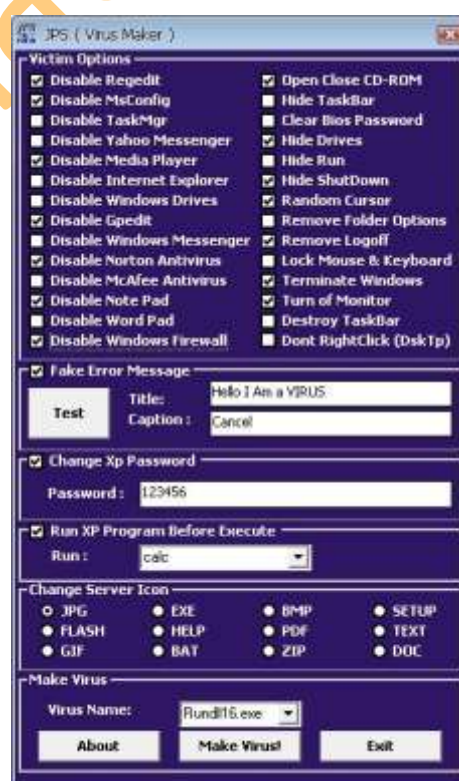 JPS ( Virus Maker )
Victim Options
Disable Regedit
Disable MsConfig
Disable TaskMgr
Disable Yahoo Messenger
Disable Media Player
Disable Internet Explorer
Disable Windows Drives
Disable Gpedit
Disable Windows Messenger
Disable Norton Antivirus
Disable McAfee Antivirus
Disable Note Pad
Disable Word Pad
Disable Windows Firewall
Open Close CD-ROM
Hide TaskBar
Clear Bios Password
Hide Drives
Hide Run
Hide ShutDown
Random Cursor
Remove Folder Options
Remove Logoff
Lock Mouse & Keyboard
Terminate Windows
Turn of Monitor
Destroy TaskBar
Dont RightClick (DskTp)
Fake Error Message
Test
Title: Hello I Am a VIRUS
Caption : Cancel
Change Xp Password
Password : 123456
Run XP Program Before Execute
Run : calc
Change Server Icon
JPG EXE BMP SETUP
FLASH HELP PDF TEXT
GIF BAT ZIP DOC
Make Virus
Virus Name: Rundll16.exe
About Make Virus! Exit